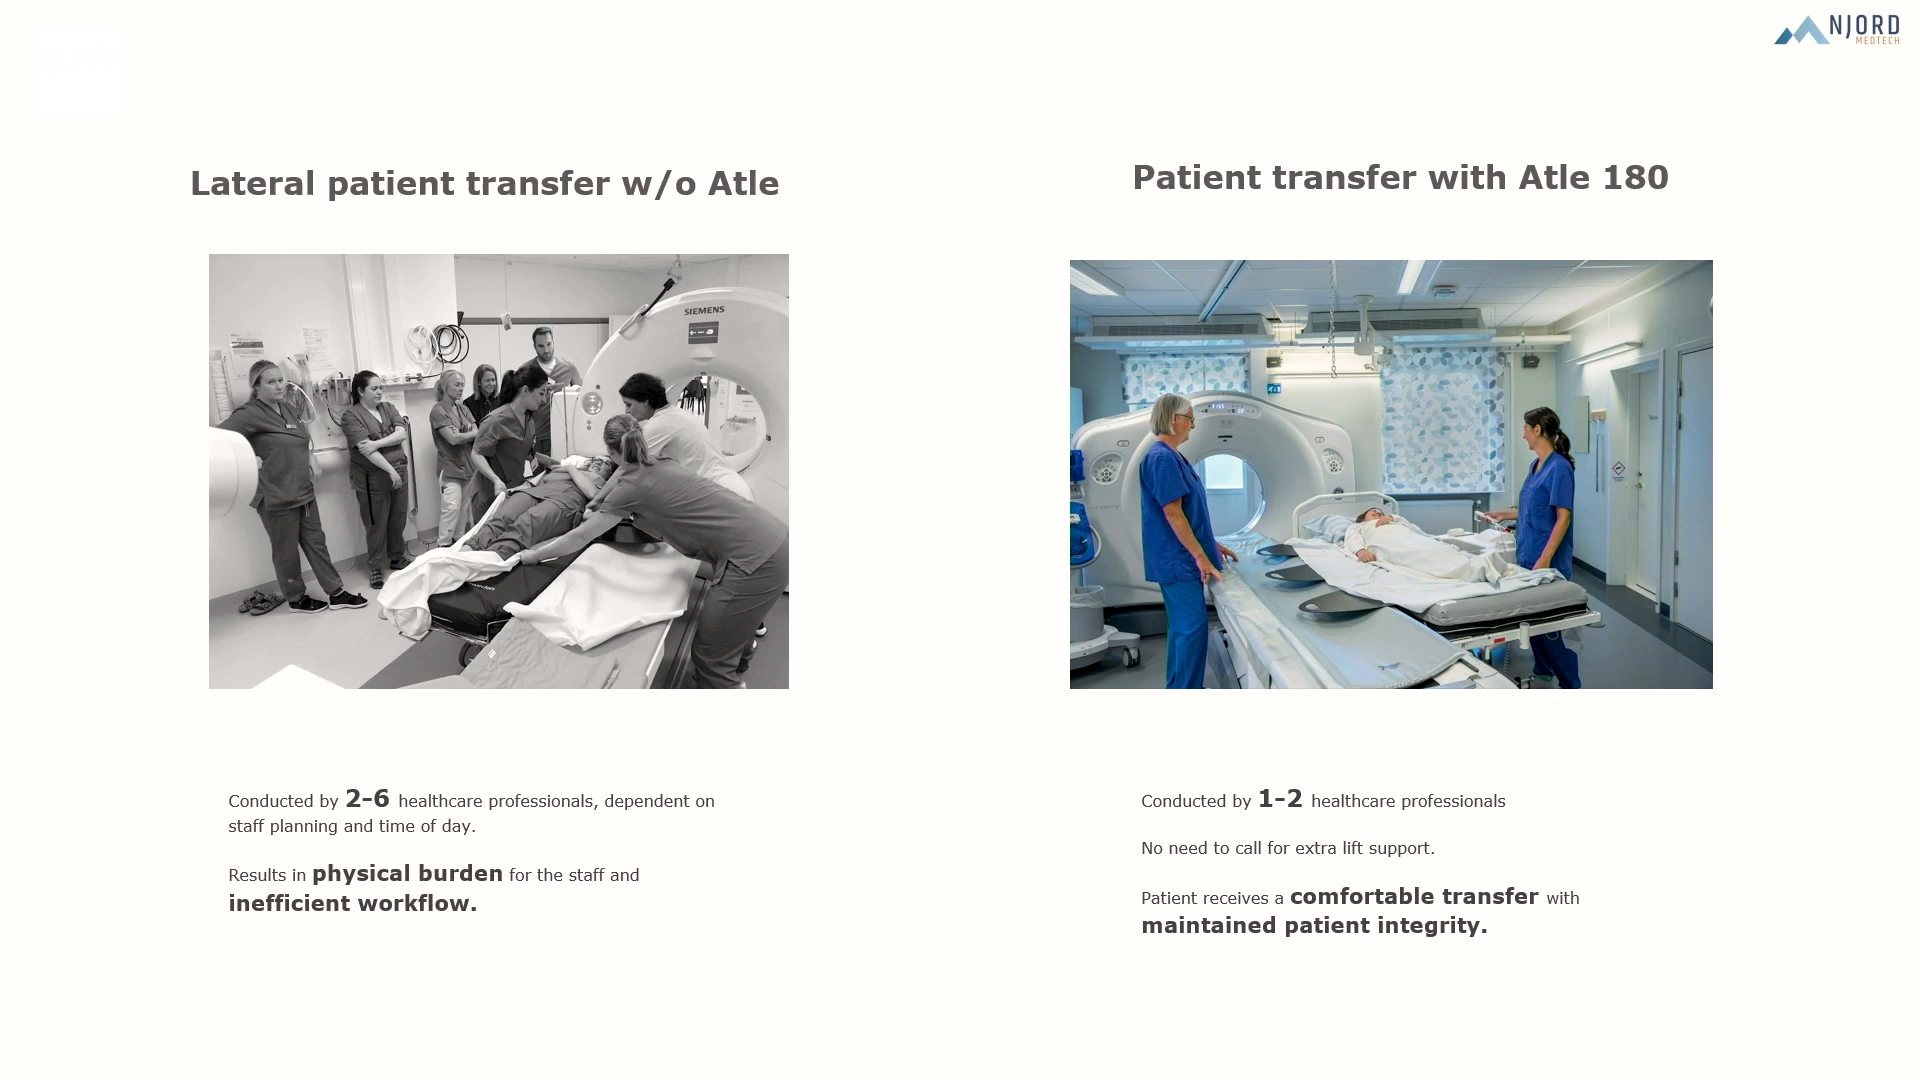 NJORD
MEDTECH
Lateral patient transfer w/o Atle
Patient transfer with Atle 180
SIEMENS
Conducted by 2-6 healthcare professionals, dependent on
staff planning and time of day.
Results in physical burden for the staff and
inefficient workflow.
Conducted by 1-2 healthcare professionals
No need to call for extra lift support.
Patient receives a comfortable transfer with
maintained patient integrity.